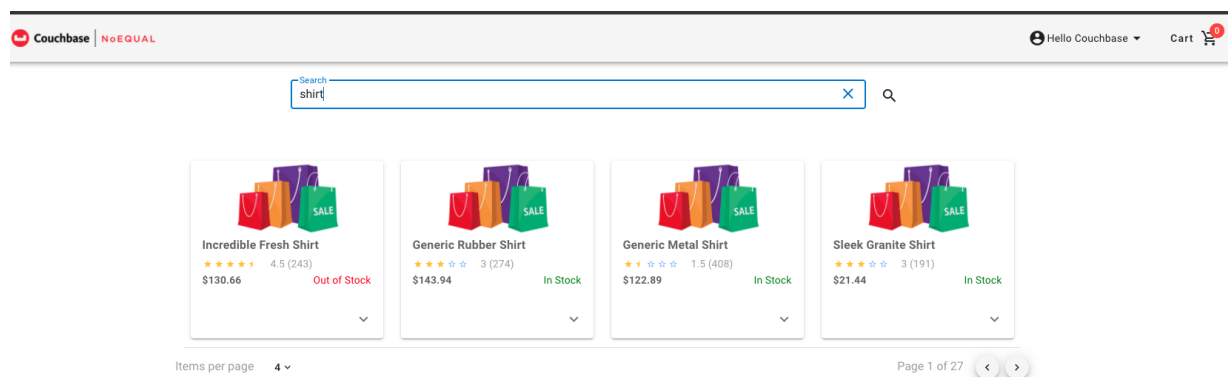 Couchbase NoEQUAL
Hello Couchbase
Cart 0
Search
shirt
SALE SALE SALE SALE
Incredible Fresh Shirt Generic Rubber Shirt Generic Metal Shirt Sleek Granite Shirt
4.5 (243) 3 (274) 1.5 (408) 3 (191)
$130.66 Out of Stock $143.94 In Stock $122.89 In Stock $21.44 In Stock
Items per page 4 Page 1 of 27